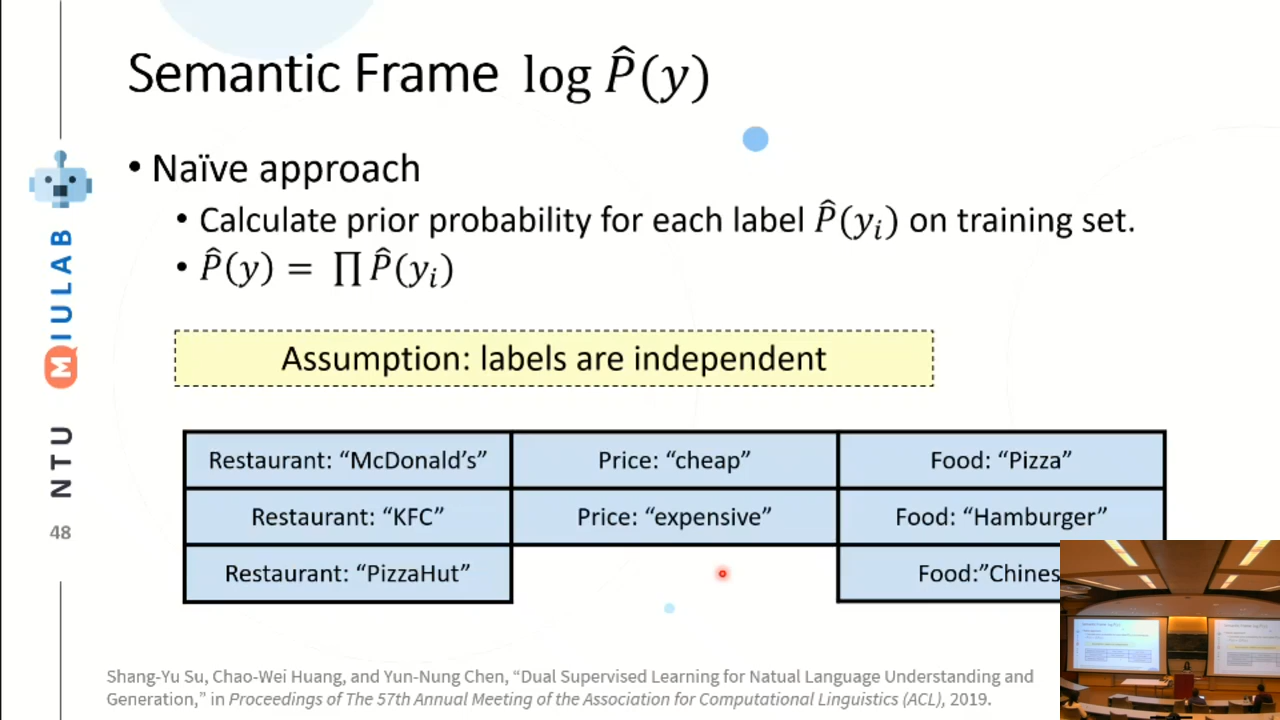 Semantic Frame log P̂(y)
• Naïve approach
• Calculate prior probability for each label P̂(yᵢ) on training set.
• P̂(y) = ∏ P̂(yᵢ)
Assumption: labels are independent
Restaurant: “McDonald’s” Price: “cheap” Food: “Pizza”
Restaurant: “KFC” Price: “expensive” Food: “Hamburger”
Restaurant: “PizzaHut” Food:”Chines
NTU MIULAB
48
Shang-Yu Su, Chao-Wei Huang, and Yun-Nung Chen, “Dual Supervised Learning for Natual Language Understanding and
Generation,” in Proceedings of The 57th Annual Meeting of the Association for Computational Linguistics (ACL), 2019.